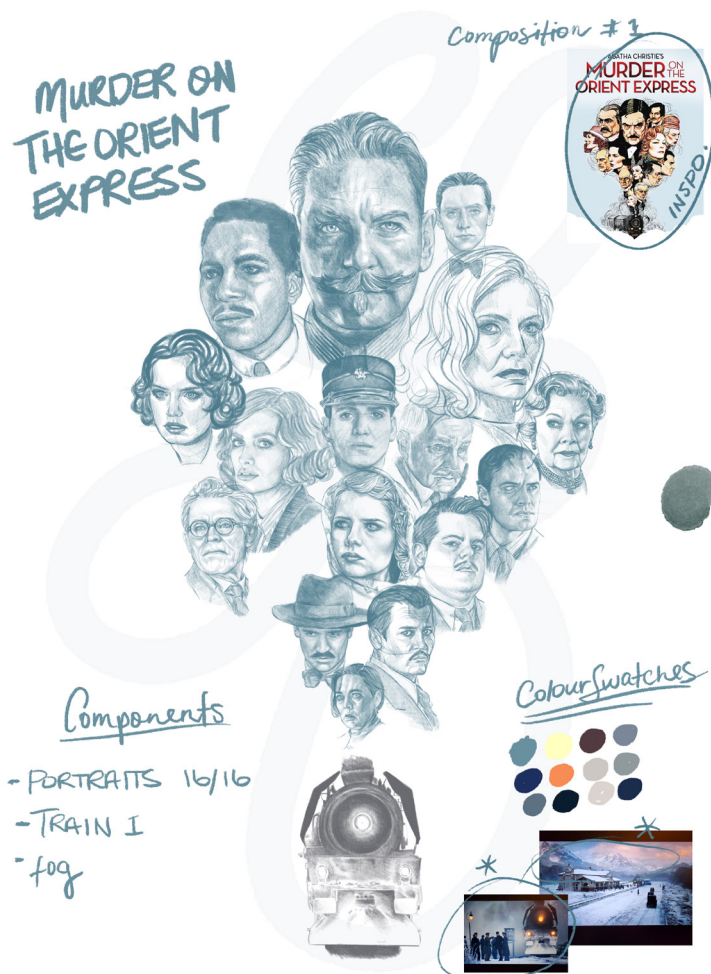 Composition # 1
MURDER ON
THE ORIENT
EXPRESS
AGATHA CHRISTIE'S
MURDER ON THE
ORIENT EXPRESS
INSPO.
Components
- PORTRAITS 16/16
- TRAIN I
- fog
Colour Swatches